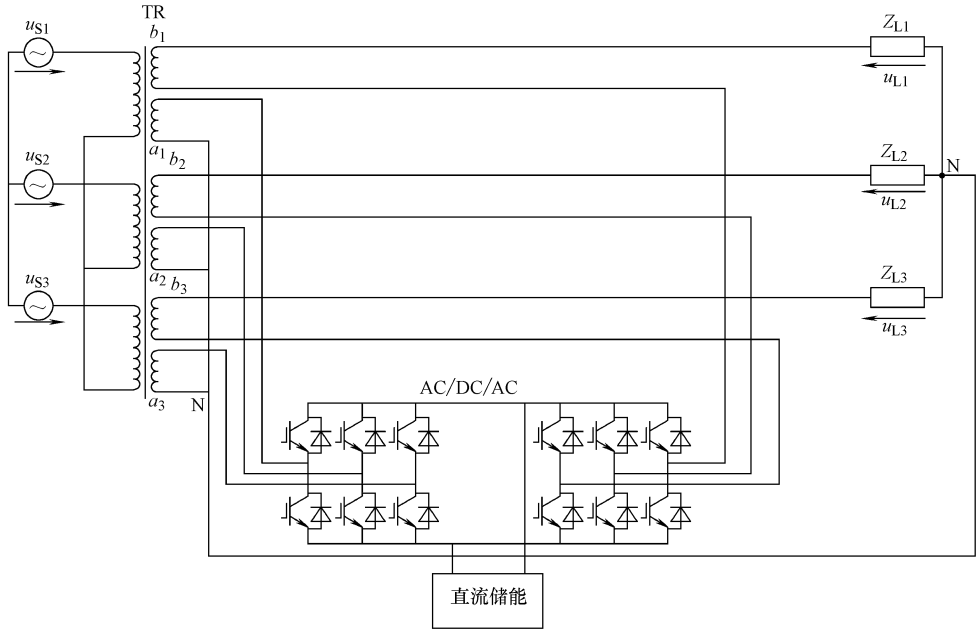 TR
u_S1
b_1
Z_L1
u_L1
a_1
b_2
u_S2
Z_L2
N
u_L2
a_2
b_3
u_S3
Z_L3
u_L3
a_3
N
AC/DC/AC
直流储能